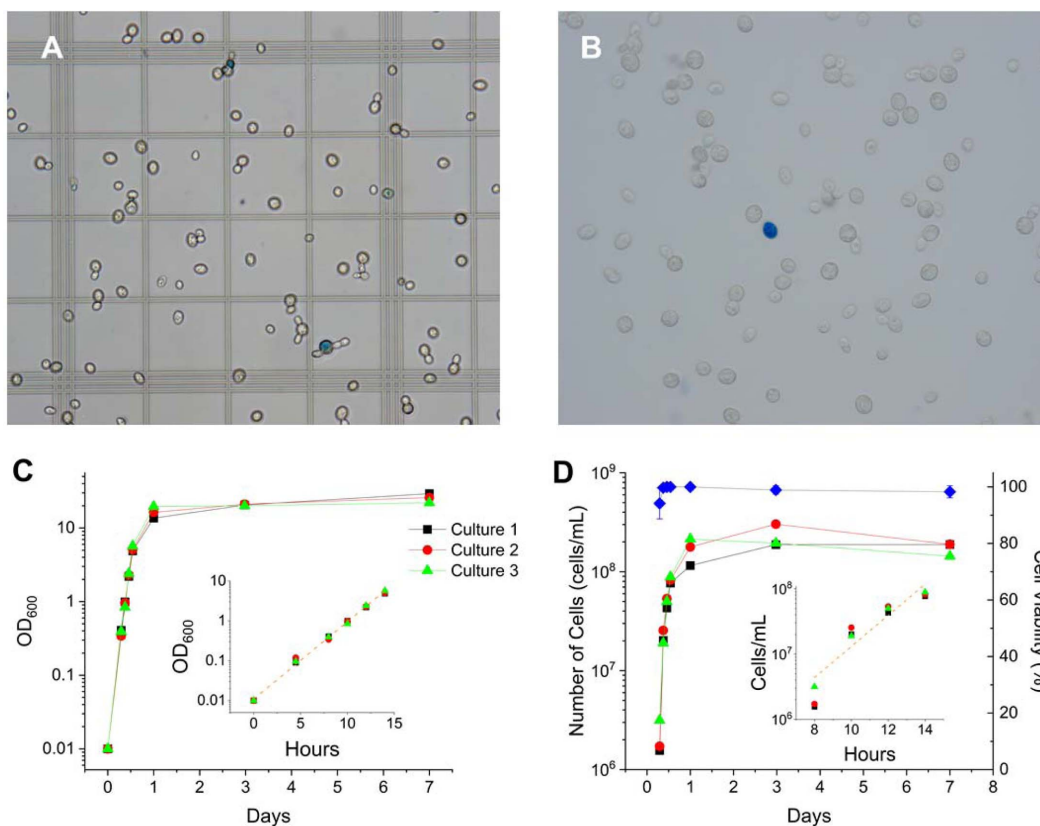 A
B
C
10
1
0.1
0.01
OD600
0 1 3 5 7
Days
Culture 1
Culture 2
Culture 3
10
1
0.1
0.01
OD600
0 5 10 15
Hours
D
10^9
10^8
10^7
10^6
Number of Cells (cells/mL)
0 1 2 3 4 5 6 7 8
Days
100
80
60
40
20
0
Cell Viability (%)
10^8
10^7
10^6
Cells/mL
8 10 12 14
Hours